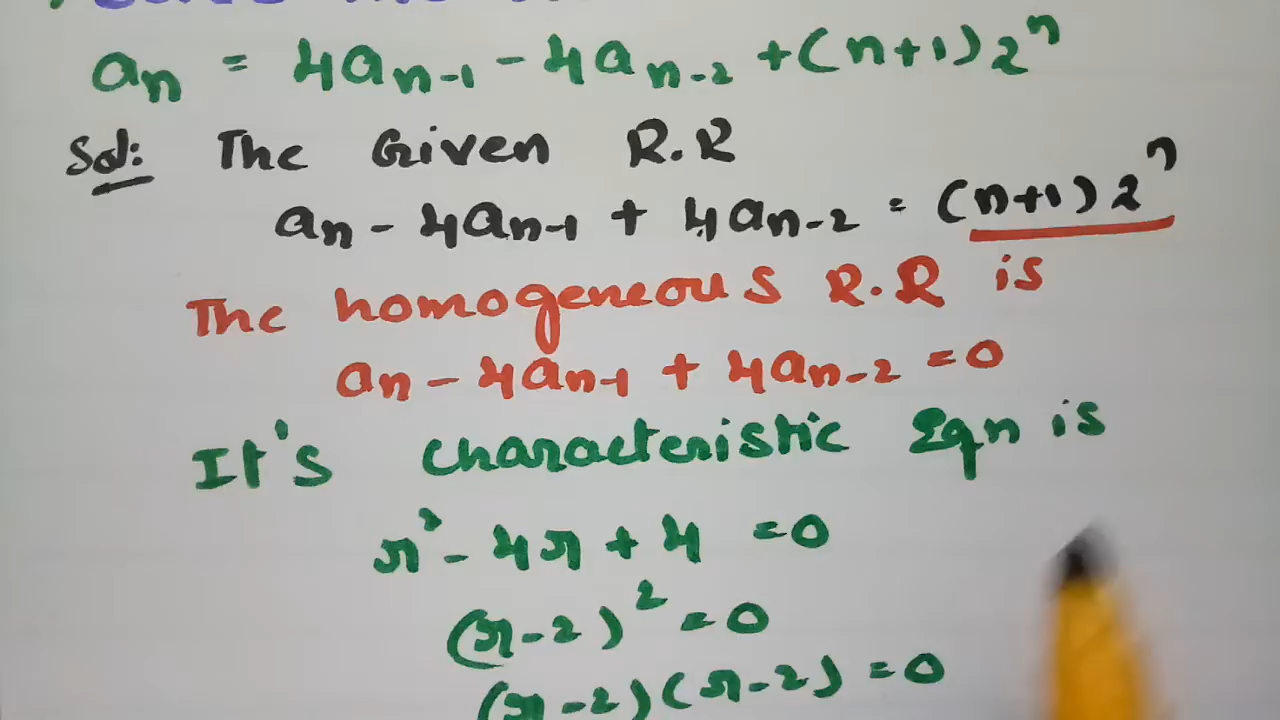 aₙ = 4aₙ₋₁ - 4aₙ₋₂ + (n+1)2ⁿ
Sol: The Given R.R
aₙ - 4aₙ₋₁ + 4aₙ₋₂ = (n+1)2ⁿ
The homogeneous R.R is
aₙ - 4aₙ₋₁ + 4aₙ₋₂ = 0
It's characteristic Eqn is
r² - 4r + 4 = 0
(r-2)² = 0
(r-2)(r-2) = 0